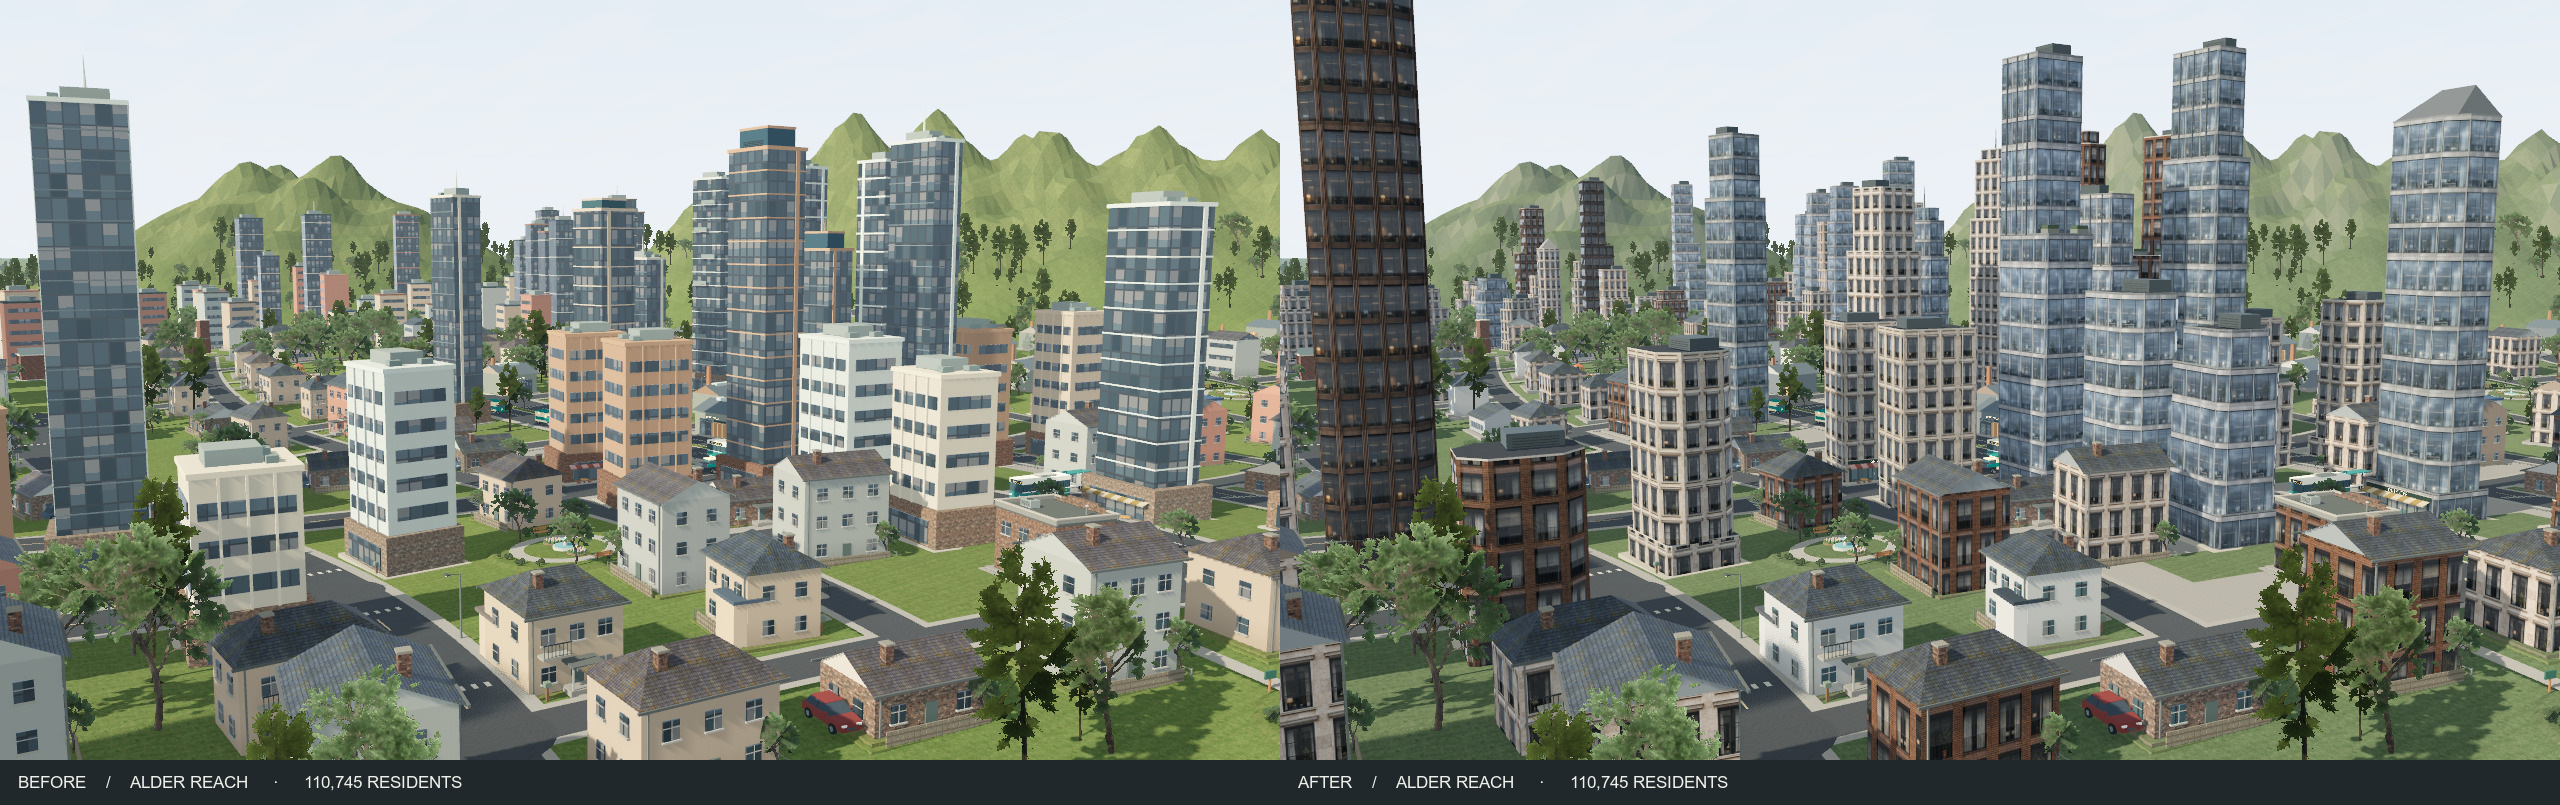 BEFORE / ALDER REACH · 110,745 RESIDENTS
AFTER / ALDER REACH · 110,745 RESIDENTS